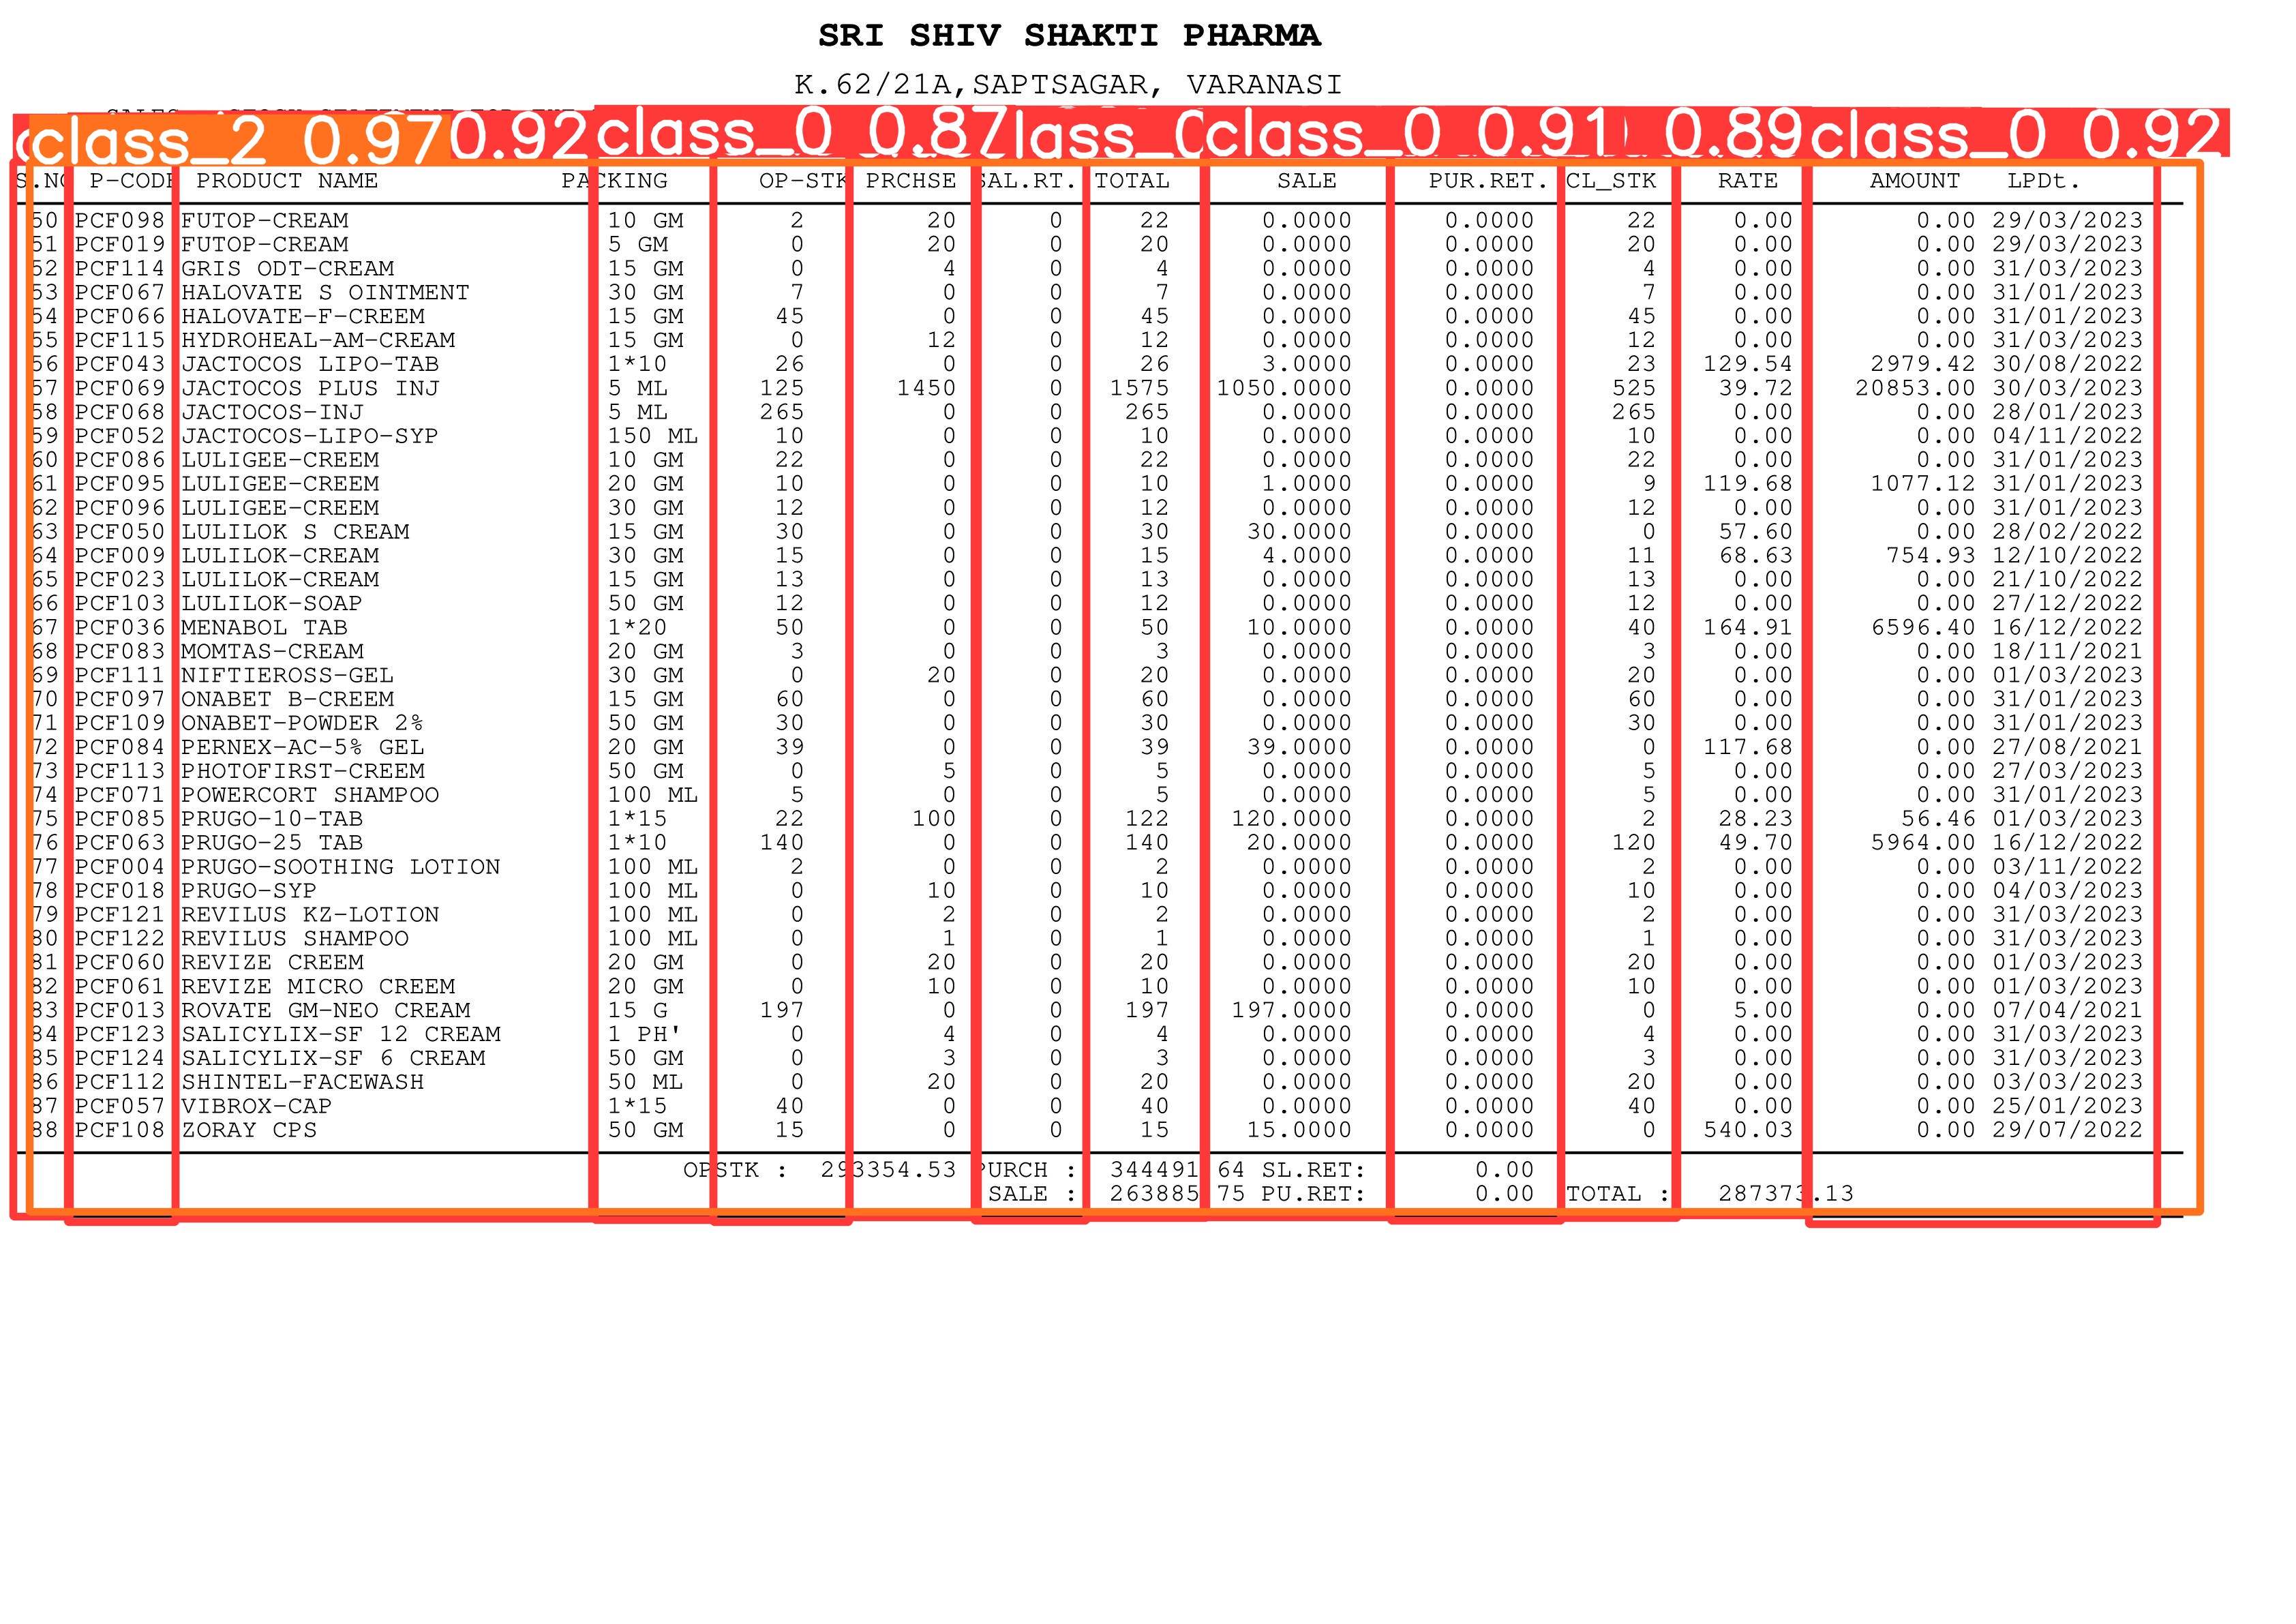 SRI SHIV SHAKTI PHARMA
K.62/21A,SAPTSAGAR, VARANASI
class_2 0.97 0.92 class_0 0.87 lass_0 class_0 0.91 0.89 class_0 0.92
S.NO P-CODE PRODUCT NAME PACKING OP-STK PRCHSE SAL.RT. TOTAL SALE PUR.RET. CL_STK RATE AMOUNT LPDt.
50 PCF098 FUTOP-CREAM 10 GM 2 20 0 22 0.0000 0.0000 22 0.00 0.00 29/03/2023
51 PCF019 FUTOP-CREAM 5 GM 0 20 0 20 0.0000 0.0000 20 0.00 0.00 29/03/2023
52 PCF114 GRIS ODT-CREAM 15 GM 0 4 0 4 0.0000 0.0000 4 0.00 0.00 31/03/2023
53 PCF067 HALOVATE S OINTMENT 30 GM 7 0 0 7 0.0000 0.0000 7 0.00 0.00 31/01/2023
54 PCF066 HALOVATE-F-CREEM 15 GM 45 0 0 45 0.0000 0.0000 45 0.00 0.00 31/01/2023
55 PCF115 HYDROHEAL-AM-CREAM 15 GM 0 12 0 12 0.0000 0.0000 12 0.00 0.00 31/03/2023
56 PCF043 JACTOCOS LIPO-TAB 1*10 26 0 0 26 3.0000 0.0000 23 129.54 2979.42 30/08/2022
57 PCF069 JACTOCOS PLUS INJ 5 ML 125 1450 0 1575 1050.0000 0.0000 525 39.72 20853.00 30/03/2023
58 PCF068 JACTOCOS-INJ 5 ML 265 0 0 265 0.0000 0.0000 265 0.00 0.00 28/01/2023
59 PCF052 JACTOCOS-LIPO-SYP 150 ML 10 0 0 10 0.0000 0.0000 10 0.00 0.00 04/11/2022
60 PCF086 LULIGEE-CREEM 10 GM 22 0 0 22 0.0000 0.0000 22 0.00 0.00 31/01/2023
61 PCF095 LULIGEE-CREEM 20 GM 10 0 0 10 1.0000 0.0000 9 119.68 1077.12 31/01/2023
62 PCF096 LULIGEE-CREEM 30 GM 12 0 0 12 0.0000 0.0000 12 0.00 0.00 31/01/2023
63 PCF050 LULILOK S CREAM 15 GM 30 0 0 30 30.0000 0.0000 0 57.60 0.00 28/02/2022
64 PCF009 LULILOK-CREAM 30 GM 15 0 0 15 4.0000 0.0000 11 68.63 754.93 12/10/2022
65 PCF023 LULILOK-CREAM 15 GM 13 0 0 13 0.0000 0.0000 13 0.00 0.00 21/10/2022
66 PCF103 LULILOK-SOAP 50 GM 12 0 0 12 0.0000 0.0000 12 0.00 0.00 27/12/2022
67 PCF036 MENABOL TAB 1*20 50 0 0 50 10.0000 0.0000 40 164.91 6596.40 16/12/2022
68 PCF083 MOMTAS-CREAM 20 GM 3 0 0 3 0.0000 0.0000 3 0.00 0.00 18/11/2021
69 PCF111 NIFTIEROSS-GEL 30 GM 0 20 0 20 0.0000 0.0000 20 0.00 0.00 01/03/2023
70 PCF097 ONABET B-CREEM 15 GM 60 0 0 60 0.0000 0.0000 60 0.00 0.00 31/01/2023
71 PCF109 ONABET-POWDER 2% 50 GM 30 0 0 30 0.0000 0.0000 30 0.00 0.00 31/01/2023
72 PCF084 PERNEX-AC-5% GEL 20 GM 39 0 0 39 39.0000 0.0000 0 117.68 0.00 27/08/2021
73 PCF113 PHOTOFIRST-CREEM 50 GM 0 5 0 5 0.0000 0.0000 5 0.00 0.00 27/03/2023
74 PCF071 POWERCORT SHAMPOO 100 ML 5 0 0 5 0.0000 0.0000 5 0.00 0.00 31/01/2023
75 PCF085 PRUGO-10-TAB 1*15 22 100 0 122 120.0000 0.0000 2 28.23 56.46 01/03/2023
76 PCF063 PRUGO-25 TAB 1*10 140 0 0 140 20.0000 0.0000 120 49.70 5964.00 16/12/2022
77 PCF004 PRUGO-SOOTHING LOTION 100 ML 2 0 0 2 0.0000 0.0000 2 0.00 0.00 03/11/2022
78 PCF018 PRUGO-SYP 100 ML 0 10 0 10 0.0000 0.0000 10 0.00 0.00 04/03/2023
79 PCF121 REVILUS KZ-LOTION 100 ML 0 2 0 2 0.0000 0.0000 2 0.00 0.00 31/03/2023
80 PCF122 REVILUS SHAMPOO 100 ML 0 1 0 1 0.0000 0.0000 1 0.00 0.00 31/03/2023
81 PCF060 REVIZE CREEM 20 GM 0 20 0 20 0.0000 0.0000 20 0.00 0.00 01/03/2023
82 PCF061 REVIZE MICRO CREEM 20 GM 0 10 0 10 0.0000 0.0000 10 0.00 0.00 01/03/2023
83 PCF013 ROVATE GM-NEO CREAM 15 G 197 0 0 197 197.0000 0.0000 0 5.00 0.00 07/04/2021
84 PCF123 SALICYLIX-SF 12 CREAM 1 PH' 0 4 0 4 0.0000 0.0000 4 0.00 0.00 31/03/2023
85 PCF124 SALICYLIX-SF 6 CREAM 50 GM 0 3 0 3 0.0000 0.0000 3 0.00 0.00 31/03/2023
86 PCF112 SHINTEL-FACEWASH 50 ML 0 20 0 20 0.0000 0.0000 20 0.00 0.00 03/03/2023
87 PCF057 VIBROX-CAP 1*15 40 0 0 40 0.0000 0.0000 40 0.00 0.00 25/01/2023
88 PCF108 ZORAY CPS 50 GM 15 0 0 15 15.0000 0.0000 0 540.03 0.00 29/07/2022
OPSTK : 293354.53 PURCH : 344491 64 SL.RET: 0.00
SALE : 263885 75 PU.RET: 0.00 TOTAL : 287373.13